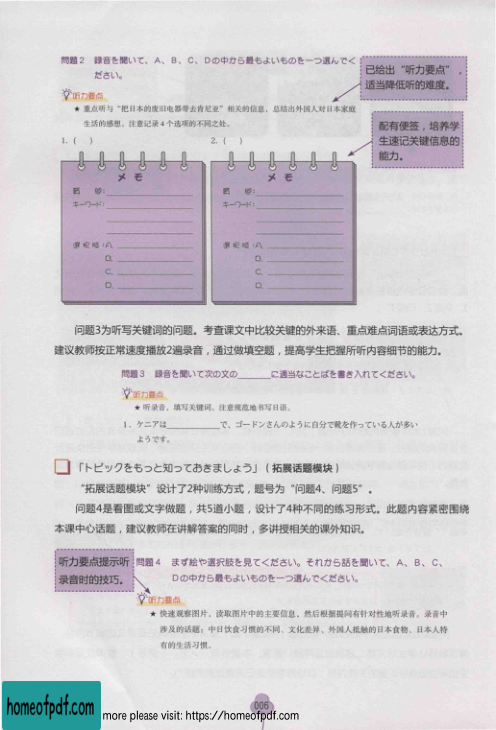 問題2 録音を聞いて、A、B、C、Dの中から最もよいものを一つ選んでく
ださい。
已给出“听力要点”，
适当降低听的难度。
听力要点
★ 重点听与“把日本的废旧电器带去肯尼亚”相关的信息。总结出外国人对日本家庭
生活的感想。注意记录4个选项的不同之处。
配有便签，培养学
生速记关键信息的
能力。
1. ( )
2. ( )
メモ
キーワード:
選択肢:A.
B.
C.
D.
メモ
キーワード:
選択肢:A.
B.
C.
D.
问题3为听写关键词的问题。考查课文中比较关键的外来语、重点难点词语或表达方式。
建议教师按正常速度播放2遍录音，通过做填空题，提高学生把握所听内容细节的能力。
問題3 録音を聞いて次の文の______に適当なことばを書き入れてください。
听力要点
★ 听录音，填写关键词。注意规范地书写日语。
1. ケニアは____________で、ゴードンさんのように自分で靴を作っている人が多い
ようです。
「トピックをもっと知っておきましょう」(拓展话题模块)
“拓展话题模块”设计了2种训练方式，题号为“问题4、问题5”。
问题4是看图或文字做题，共5道小题，设计了4种不同的练习形式。此题内容紧密围绕
本课中心话题，建议教师在讲解答案的同时，多讲授相关的课外知识。
听力要点提示听
录音时的技巧。
問題4 まず絵や選択肢を見てください。それから話を聞いて、A、B、C、
Dの中から最もよいものを一つ選んでください。
听力要点
★ 快速观察图片，读取图片中的主要信息，然后根据提问有针对性地听录音。录音中
涉及的话题：中日饮食习惯的不同、文化差异、外国人抵触的日本食物、日本人特
有的生活习惯。
006
homeofpdf.com
more please visit: https://homeofpdf.com